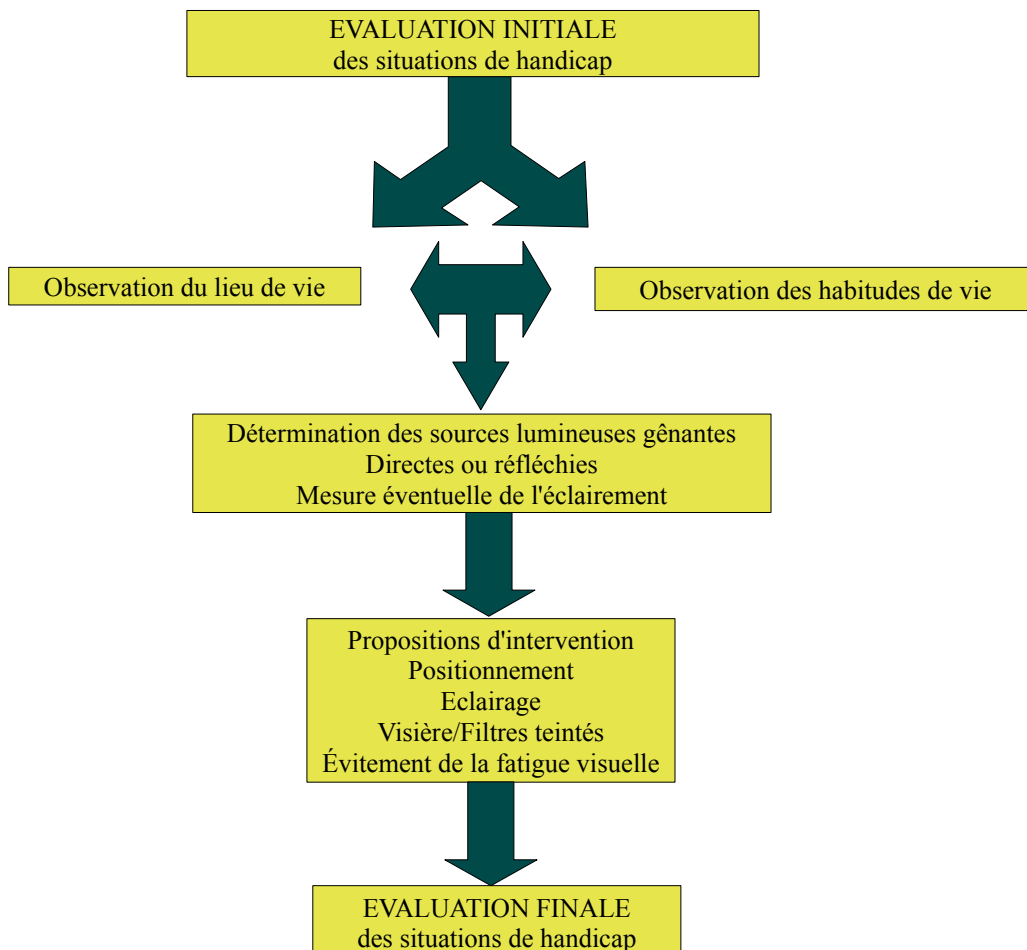 EVALUATION INITIALE
des situations de handicap
Observation du lieu de vie
Observation des habitudes de vie
Détermination des sources lumineuses gênantes
Directes ou réfléchies
Mesure éventuelle de l'éclairement
Propositions d'intervention
Positionnement
Eclairage
Visière/Filtres teintés
Évitement de la fatigue visuelle
EVALUATION FINALE
des situations de handicap